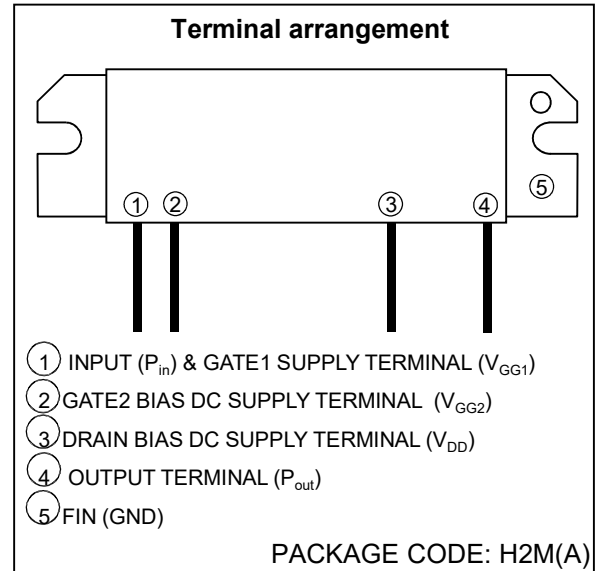 Terminal arrangement
5
1 2 3 4
1 INPUT (Pin) & GATE1 SUPPLY TERMINAL (VGG1)
2 GATE2 BIAS DC SUPPLY TERMINAL (VGG2)
3 DRAIN BIAS DC SUPPLY TERMINAL (VDD)
4 OUTPUT TERMINAL (Pout)
5 FIN (GND)
PACKAGE CODE: H2M(A)